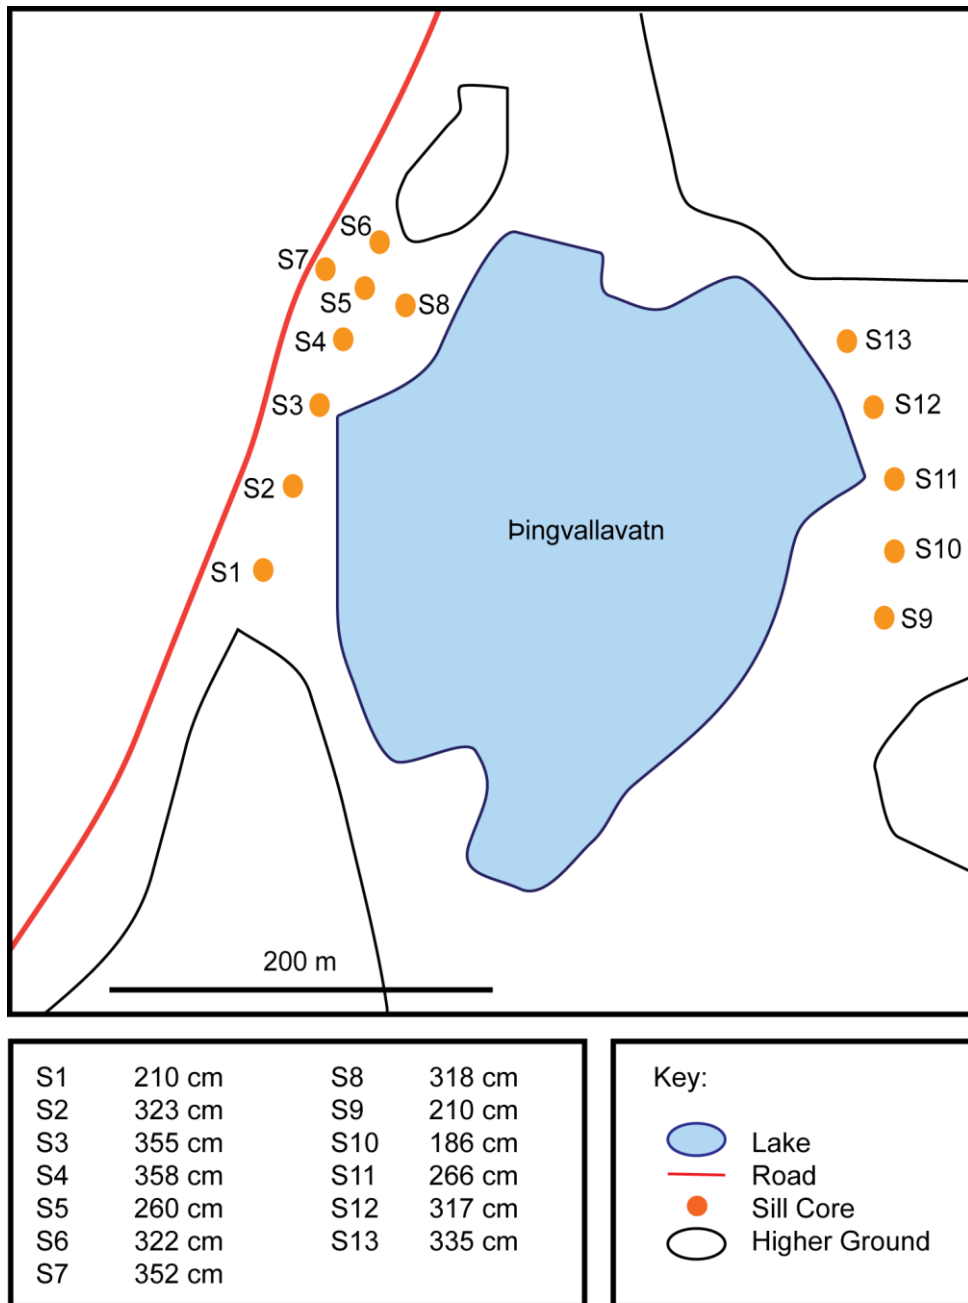 S6
S7
S5
S8
S4
S13
S3
S12
S11
S2
Þingvallavatn
S10
S1
S9
200 m
S1 210 cm
S2 323 cm
S3 355 cm
S4 358 cm
S5 260 cm
S6 322 cm
S7 352 cm
S8 318 cm
S9 210 cm
S10 186 cm
S11 266 cm
S12 317 cm
S13 335 cm
Key:
Lake
Road
Sill Core
Higher Ground